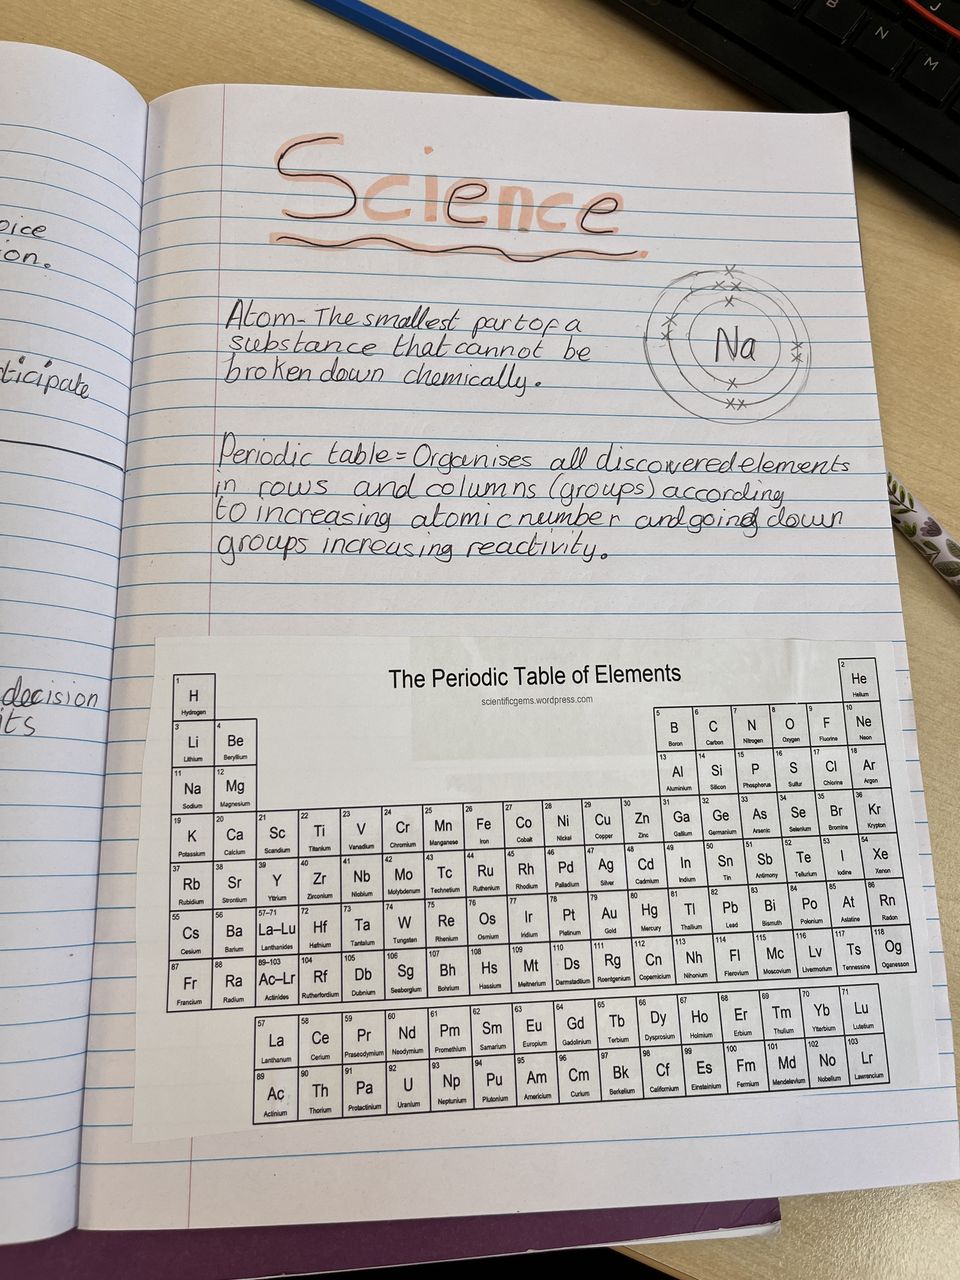 oice
ion.
ticipate
decision
its
Science
Atom - The smallest part of a
substance that cannot be
broken down chemically.
Na
Periodic table = Organises all discovered elements
in rows and columns (groups) according
to increasing atomic number and going down
groups increasing reactivity.
The Periodic Table of Elements
scientificgems.wordpress.com
1 H Hydrogen 2 He Helium
3 Li Lithium 4 Be Beryllium 5 B Boron 6 C Carbon 7 N Nitrogen 8 O Oxygen 9 F Fluorine 10 Ne Neon
11 Na Sodium 12 Mg Magnesium 13 Al Aluminium 14 Si Silicon 15 P Phosphorus 16 S Sulfur 17 Cl Chlorine 18 Ar Argon
19 K Potassium 20 Ca Calcium 21 Sc Scandium 22 Ti Titanium 23 V Vanadium 24 Cr Chromium 25 Mn Manganese 26 Fe Iron 27 Co Cobalt 28 Ni Nickel 29 Cu Copper 30 Zn Zinc 31 Ga Gallium 32 Ge Germanium 33 As Arsenic 34 Se Selenium 35 Br Bromine 36 Kr Krypton
37 Rb Rubidium 38 Sr Strontium 39 Y Yttrium 40 Zr Zirconium 41 Nb Niobium 42 Mo Molybdenum 43 Tc Technetium 44 Ru Ruthenium 45 Rh Rhodium 46 Pd Palladium 47 Ag Silver 48 Cd Cadmium 49 In Indium 50 Sn Tin 51 Sb Antimony 52 Te Tellurium 53 I Iodine 54 Xe Xenon
55 Cs Cesium 56 Ba Barium 57–71 La–Lu Lanthanides 72 Hf Hafnium 73 Ta Tantalum 74 W Tungsten 75 Re Rhenium 76 Os Osmium 77 Ir Iridium 78 Pt Platinum 79 Au Gold 80 Hg Mercury 81 Tl Thallium 82 Pb Lead 83 Bi Bismuth 84 Po Polonium 85 At Astatine 86 Rn Radon
87 Fr Francium 88 Ra Radium 89–103 Ac–Lr Actinides 104 Rf Rutherfordium 105 Db Dubnium 106 Sg Seaborgium 107 Bh Bohrium 108 Hs Hassium 109 Mt Meitnerium 110 Ds Darmstadtium 111 Rg Roentgenium 112 Cn Copernicium 113 Nh Nihonium 114 Fl Flerovium 115 Mc Moscovium 116 Lv Livermorium 117 Ts Tennessine 118 Og Oganesson
57 La Lanthanum 58 Ce Cerium 59 Pr Praseodymium 60 Nd Neodymium 61 Pm Promethium 62 Sm Samarium 63 Eu Europium 64 Gd Gadolinium 65 Tb Terbium 66 Dy Dysprosium 67 Ho Holmium 68 Er Erbium 69 Tm Thulium 70 Yb Ytterbium 71 Lu Lutetium
89 Ac Actinium 90 Th Thorium 91 Pa Protactinium 92 U Uranium 93 Np Neptunium 94 Pu Plutonium 95 Am Americium 96 Cm Curium 97 Bk Berkelium 98 Cf Californium 99 Es Einsteinium 100 Fm Fermium 101 Md Mendelevium 102 No Nobelium 103 Lr Lawrencium
B
N
M
J